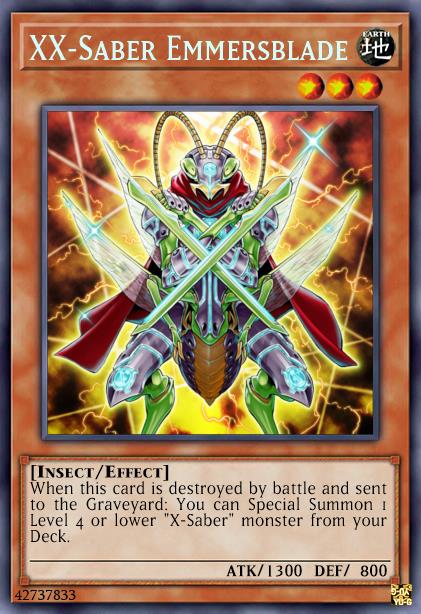 XX-Saber Emmersblade
EARTH
地
[Insect/Effect]
When this card is destroyed by battle and sent
to the Graveyard: You can Special Summon 1
Level 4 or lower "X-Saber" monster from your
Deck.
ATK/1300 DEF/ 800
42737833